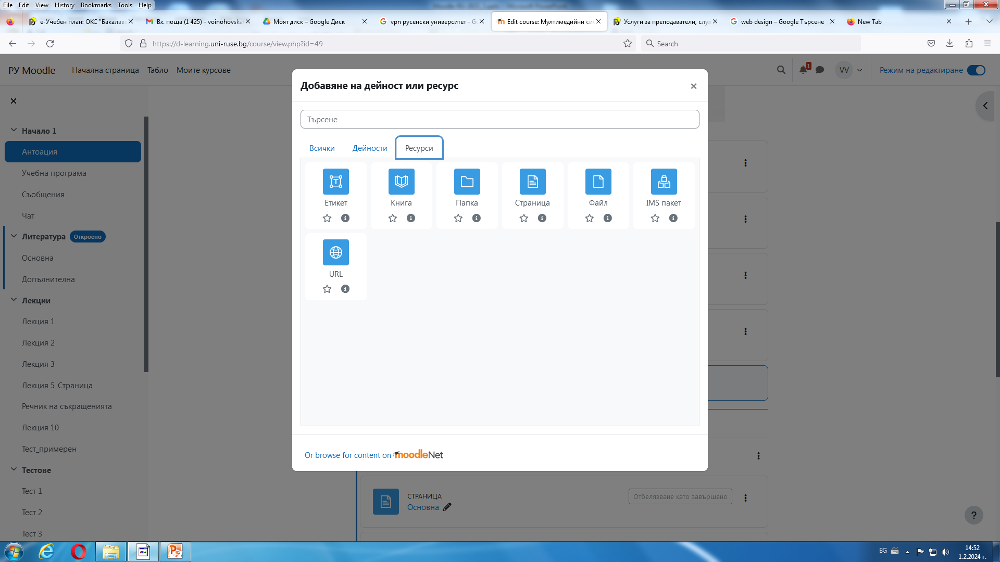 File Edit View History Bookmarks Tools Help
е-Учебен план: ОКС "Бакалавт
Вх. поща (1 425) - voinohovska
Моят диск – Google Диск
vpn русенски университет - Go
Edit course: Мултимедийни сис
Услуги за преподаватели, служ
web design – Google Търсене
New Tab
https://d-learning.uni-ruse.bg/course/view.php?id=49
Search
РУ Moodle Начална страница Табло Моите курсове
1
VV
Режим на редактиране
Добавяне на дейност или ресурс
Търсене
Всички Дейности Ресурси
Етикет Книга Папка Страница Файл IMS пакет
URL
Or browse for content on moodleNet
Начало 1
Антоация
Учебна програма
Съобщения
Чат
Литература Откроено
Основна
Допълнителна
Лекции
Лекция 1
Лекция 2
Лекция 3
Лекция 5_Страница
Речник на съкращенията
Лекция 10
Тест_примерен
Тестове
Тест 1
Тест 2
Тест 3
СТРАНИЦА
Основна
Отбелязване като завършено
?
BG
14:52
1.2.2024 г.